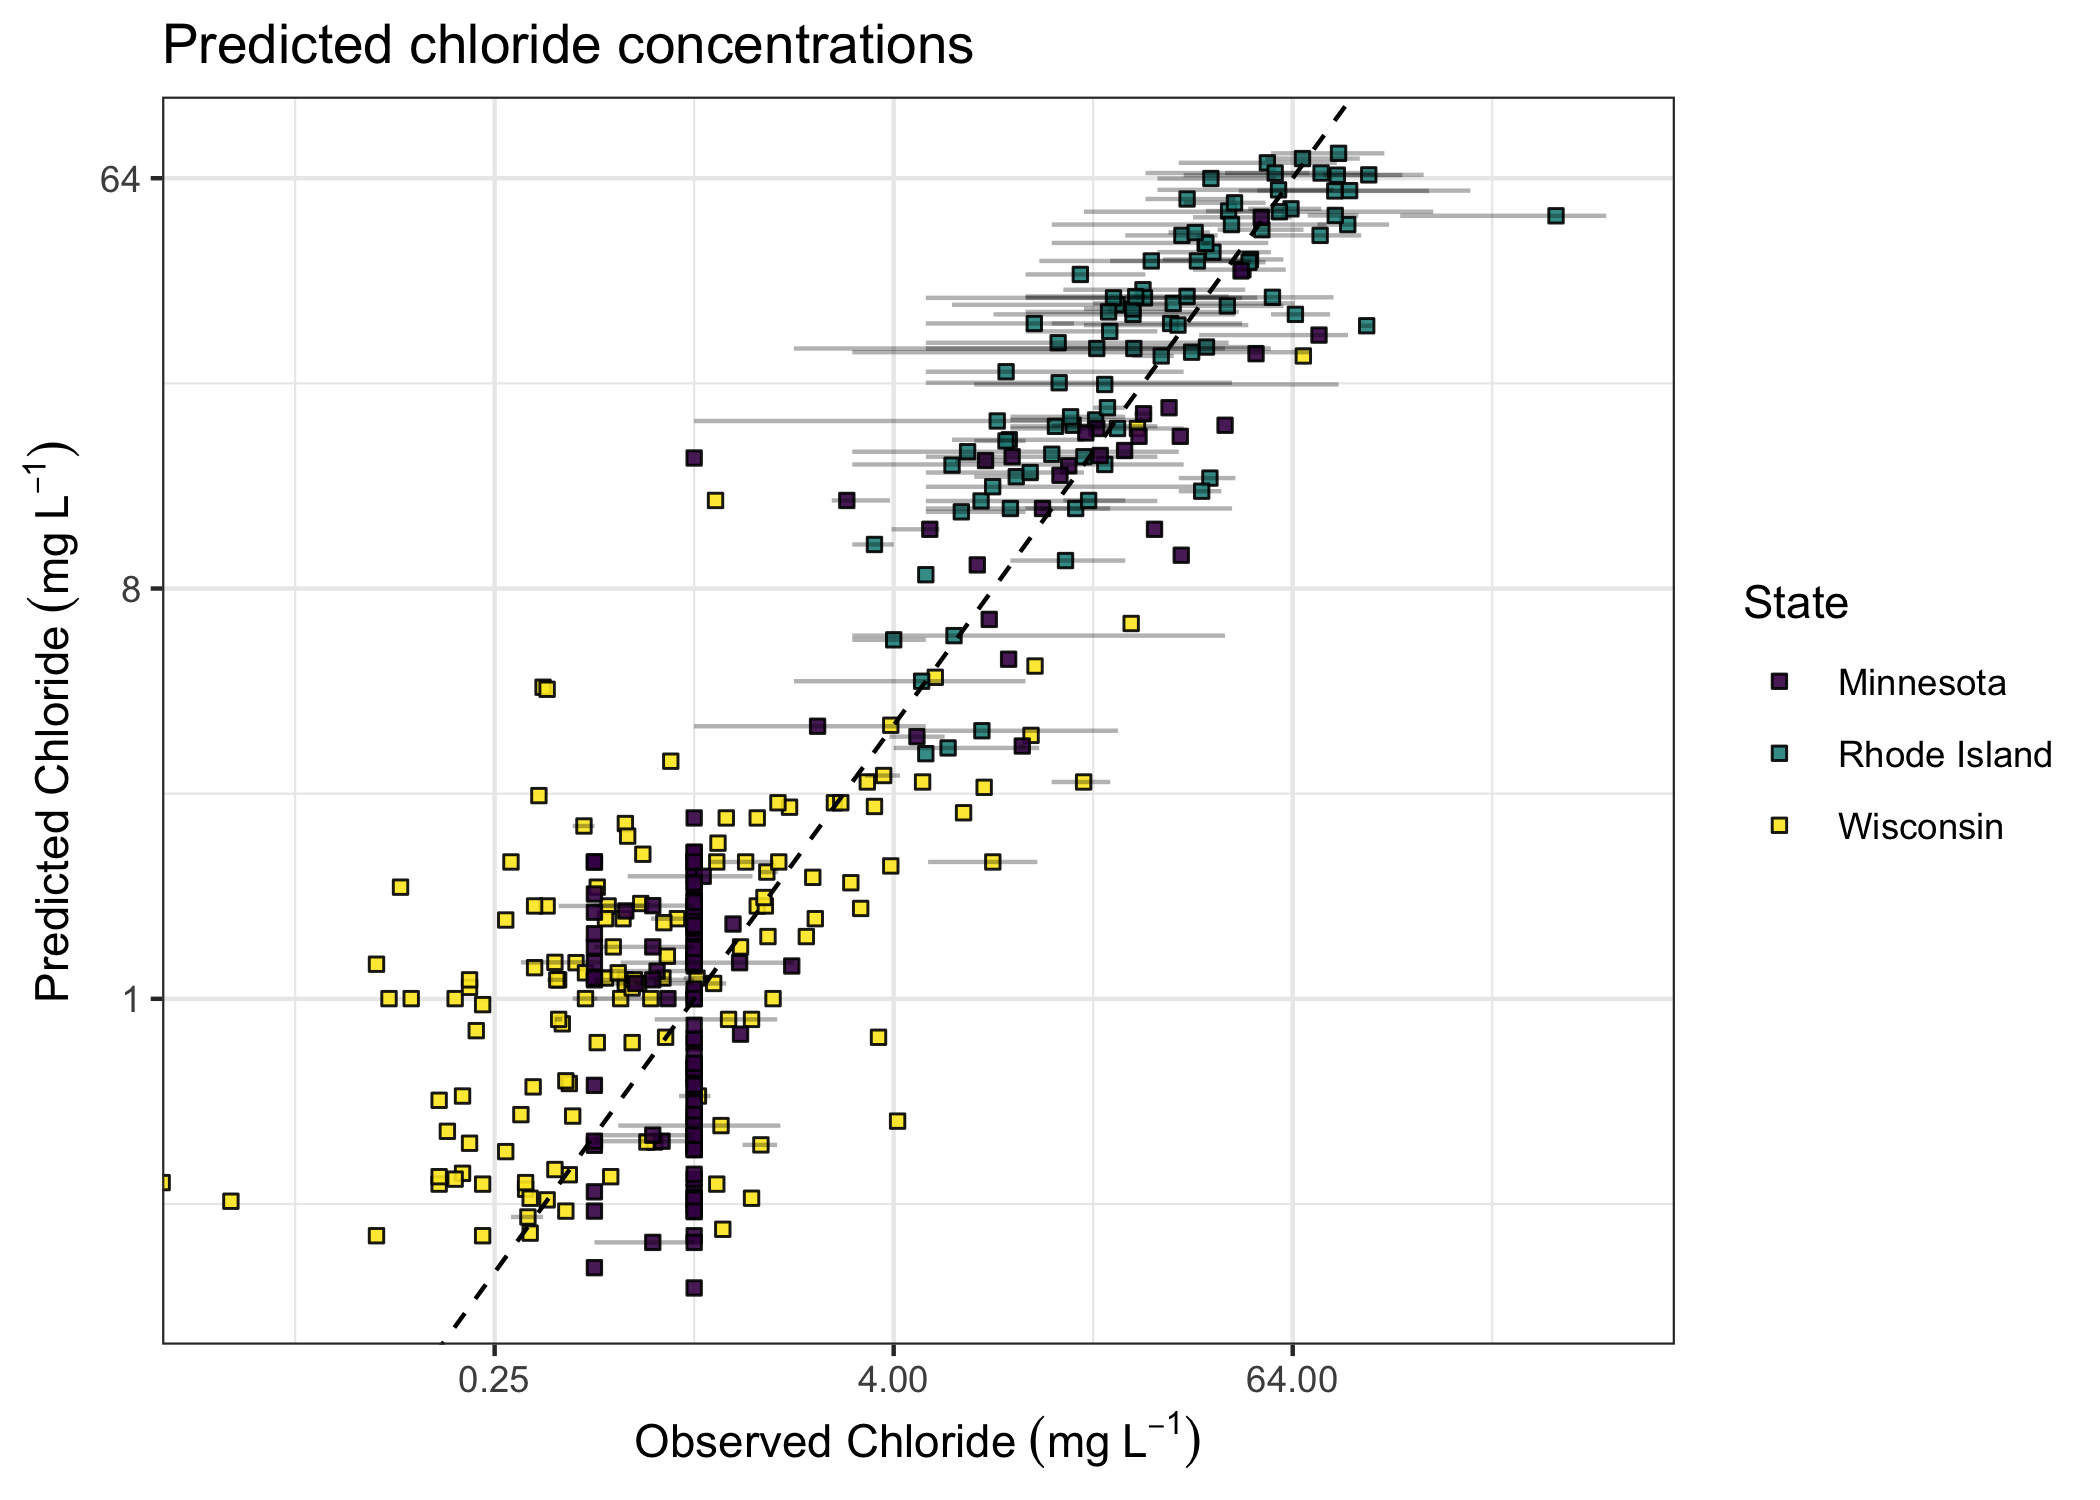 Predicted chloride concentrations
Predicted Chloride (mg L⁻¹)
64
8
1
0.25 4.00 64.00
Observed Chloride (mg L⁻¹)
State
Minnesota
Rhode Island
Wisconsin